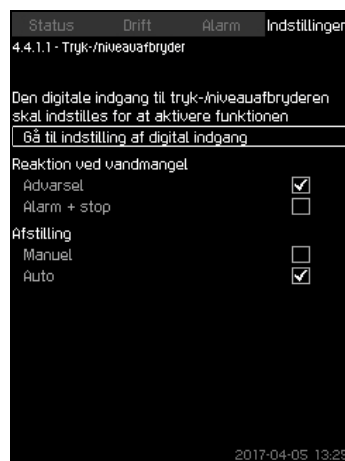 Status Drift Alarm Indstillinger
4.4.1.1 - Tryk-/niveauafbryder
Den digitale indgang til tryk-/niveauafbryderen
skal indstilles for at aktivere funktionen
Gå til indstilling af digital indgang
Reaktion ved vandmangel
Advarsel
Alarm + stop
Afstilling
Manuel
Auto
2017-04-05 13:29